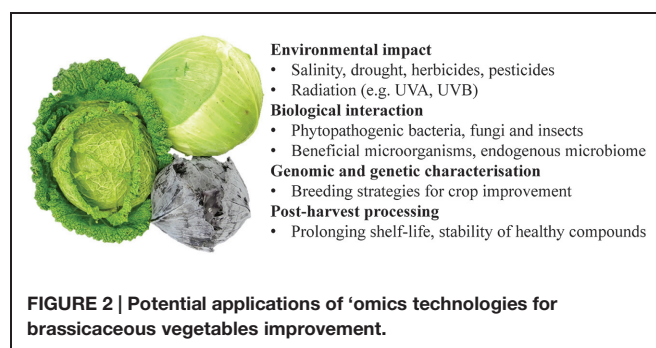 Environmental impact
• Salinity, drought, herbicides, pesticides
• Radiation (e.g. UVA, UVB)
Biological interaction
• Phytopathogenic bacteria, fungi and insects
• Beneficial microorganisms, endogenous microbiome
Genomic and genetic characterisation
• Breeding strategies for crop improvement
Post-harvest processing
• Prolonging shelf-life, stability of healthy compounds
FIGURE 2 | Potential applications of ‘omics technologies for
brassicaceous vegetables improvement.